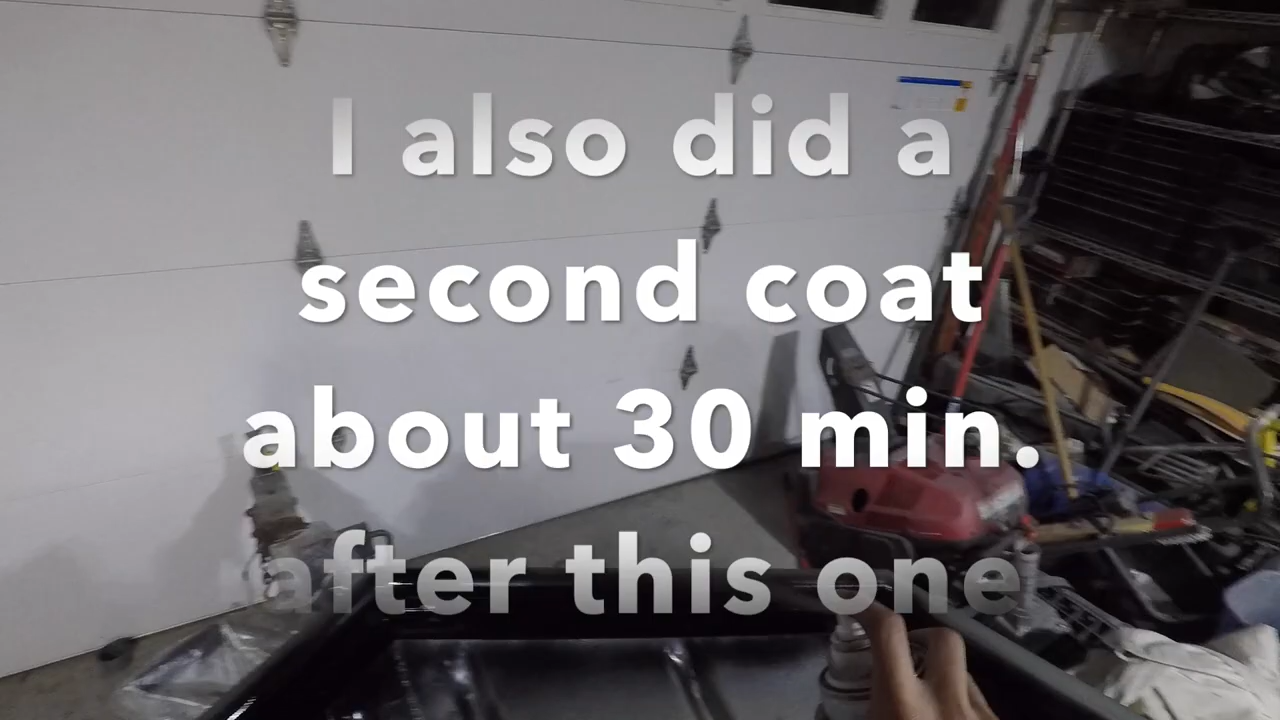 I also did a
second coat
about 30 min.
after this one